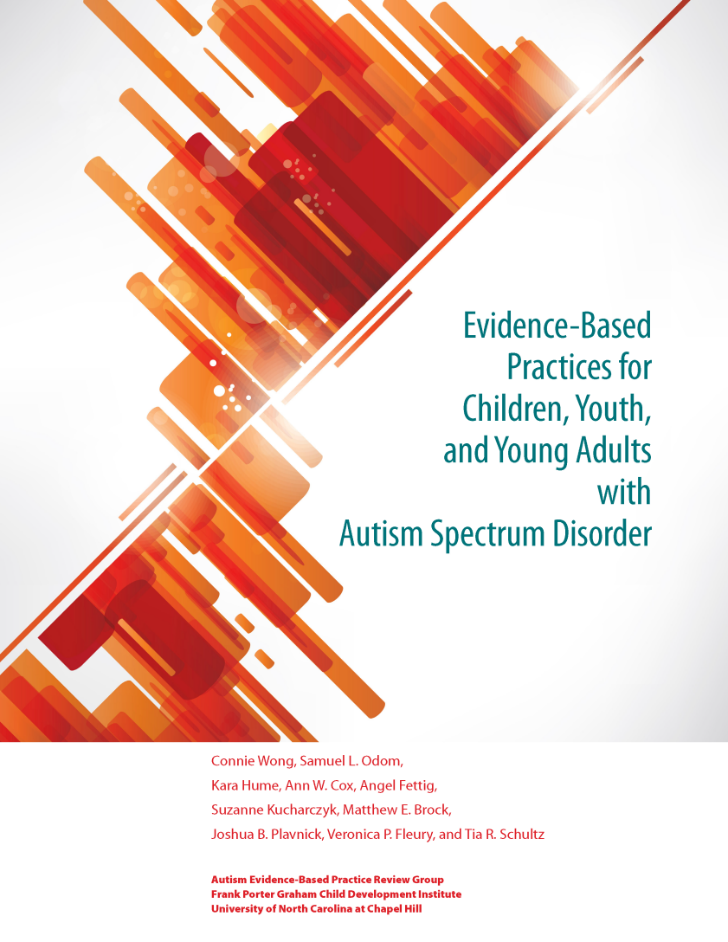 Evidence-Based
Practices for
Children, Youth,
and Young Adults
with
Autism Spectrum Disorder
Connie Wong, Samuel L. Odom,
Kara Hume, Ann W. Cox, Angel Fettig,
Suzanne Kucharczyk, Matthew E. Brock,
Joshua B. Plavnick, Veronica P. Fleury, and Tia R. Schultz
Autism Evidence-Based Practice Review Group
Frank Porter Graham Child Development Institute
University of North Carolina at Chapel Hill